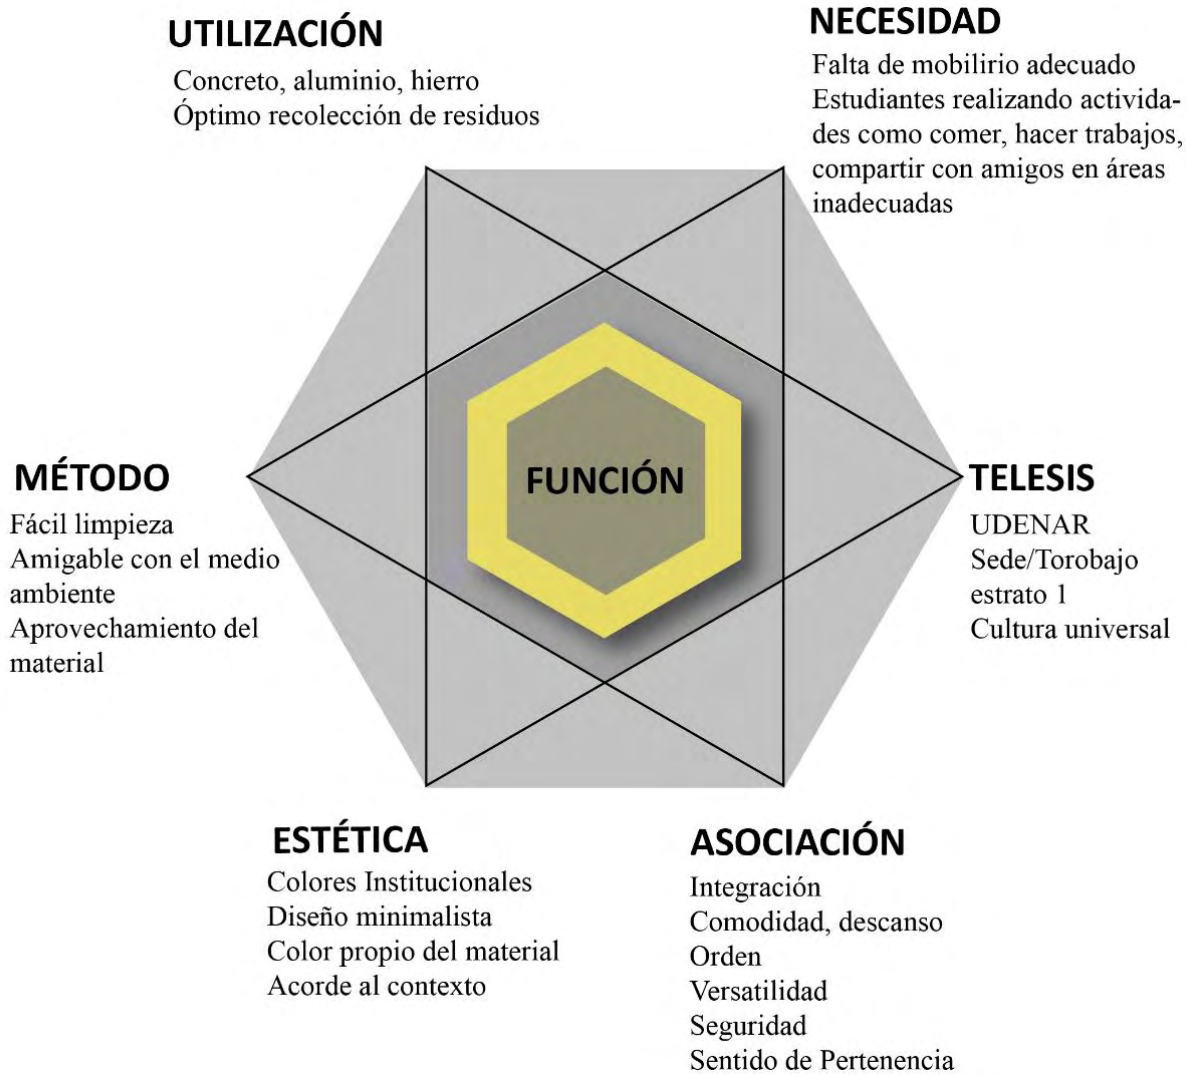 UTILIZACIÓN
Concreto, aluminio, hierro
Óptimo recolección de residuos
NECESIDAD
Falta de mobilirio adecuado
Estudiantes realizando activida-
des como comer, hacer trabajos,
compartir con amigos en áreas
inadecuadas
MÉTODO
Fácil limpieza
Amigable con el medio
ambiente
Aprovechamiento del
material
FUNCIÓN
TELESIS
UDENAR
Sede/Torobajo
estrato 1
Cultura universal
ESTÉTICA
Colores Institucionales
Diseño minimalista
Color propio del material
Acorde al contexto
ASOCIACIÓN
Integración
Comodidad, descanso
Orden
Versatilidad
Seguridad
Sentido de Pertenencia